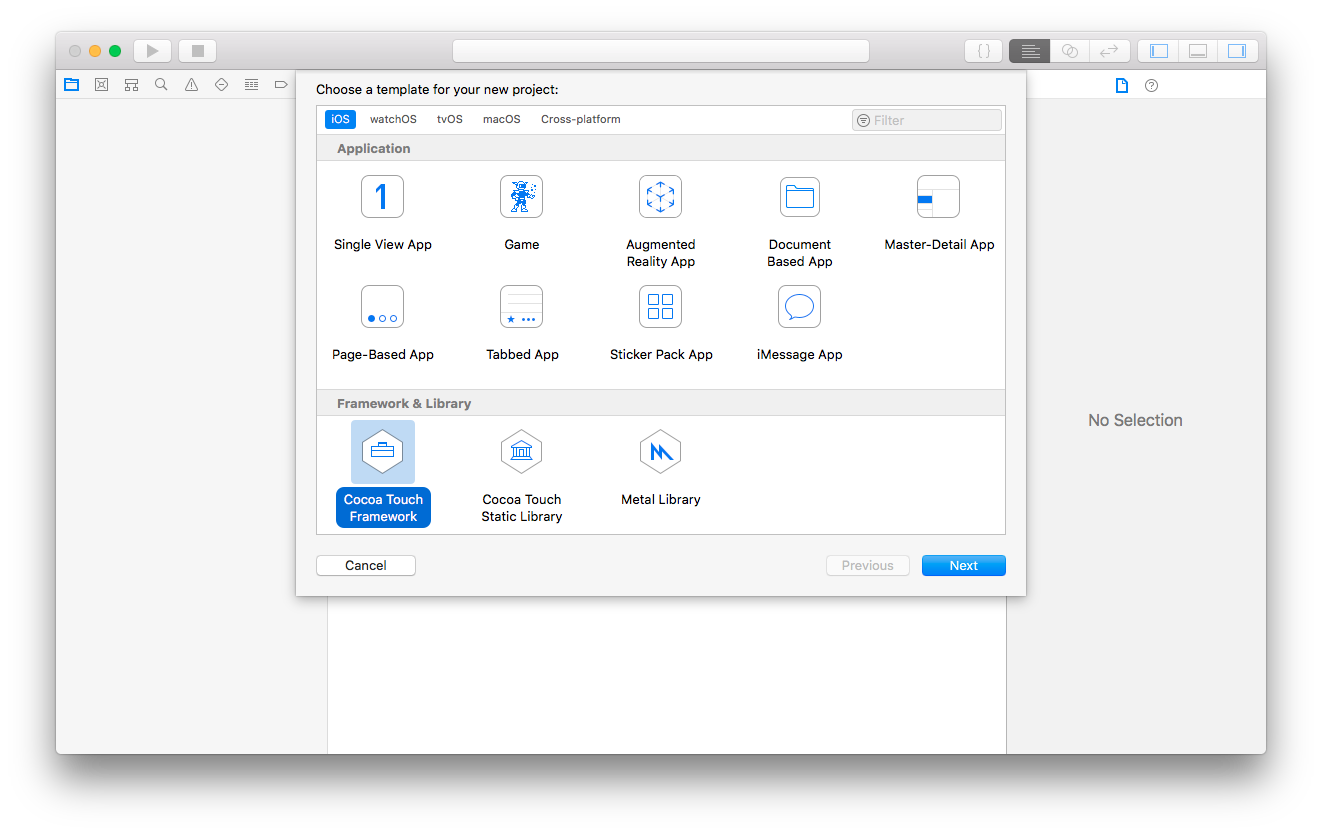 Choose a template for your new project:
iOS watchOS tvOS macOS Cross-platform Filter
Application
1
Single View App Game Augmented Reality App Document Based App Master-Detail App
Page-Based App Tabbed App Sticker Pack App iMessage App
Framework & Library
Cocoa Touch Framework Cocoa Touch Static Library Metal Library
No Selection
Cancel Previous Next